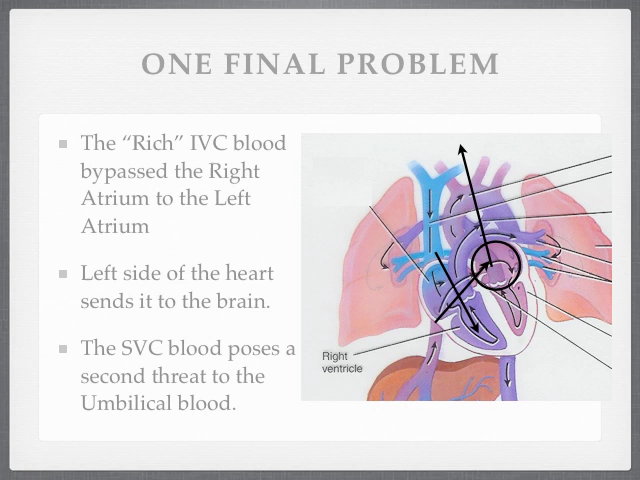 ONE FINAL PROBLEM
The “Rich” IVC blood
bypassed the Right
Atrium to the Left
Atrium
Left side of the heart
sends it to the brain.
The SVC blood poses a
second threat to the
Umbilical blood.
Right
ventricle